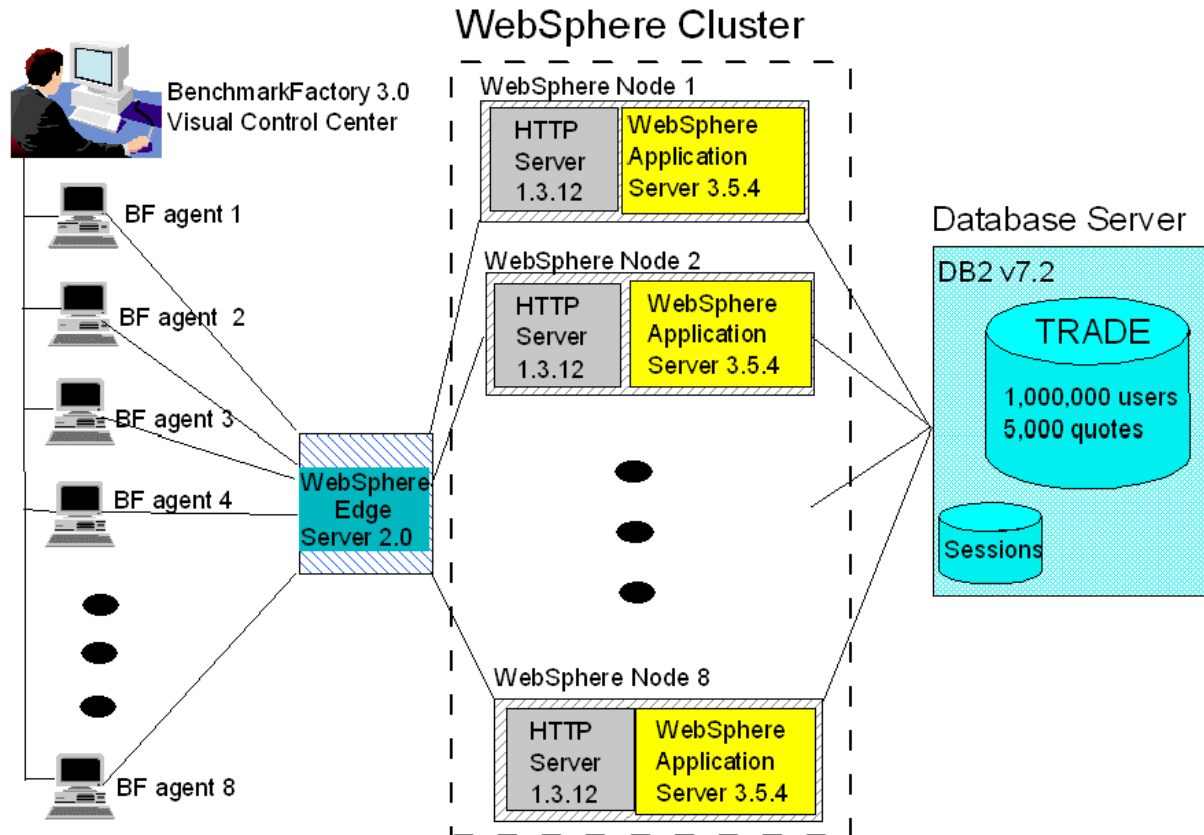 WebSphere Cluster
BenchmarkFactory 3.0
Visual Control Center
BF agent 1
BF agent 2
BF agent 3
BF agent 4
BF agent 8
WebSphere
Edge
Server 2.0
WebSphere Node 1
HTTP
Server
1.3.12
WebSphere
Application
Server 3.5.4
WebSphere Node 2
HTTP
Server
1.3.12
WebSphere
Application
Server 3.5.4
WebSphere Node 8
HTTP
Server
1.3.12
WebSphere
Application
Server 3.5.4
Database Server
DB2 v7.2
TRADE
1,000,000 users
5,000 quotes
Sessions